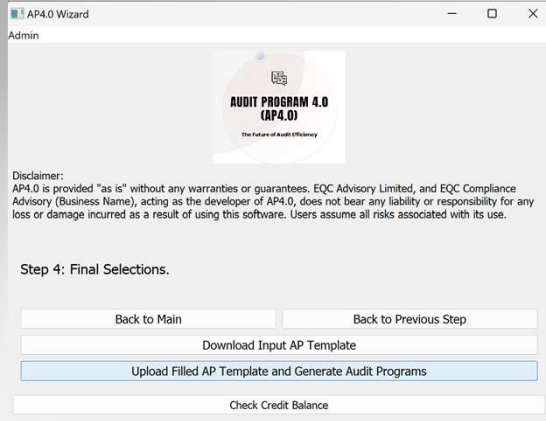 AP4.0 Wizard
Admin
AUDIT PROGRAM 4.0
(AP4.0)
The Future of Audit Efficiency
Disclaimer:
AP4.0 is provided "as is" without any warranties or guarantees. EQC Advisory Limited, and EQC Compliance
Advisory (Business Name), acting as the developer of AP4.0, does not bear any liability or responsibility for any
loss or damage incurred as a result of using this software. Users assume all risks associated with its use.
Step 4: Final Selections.
Back to Main
Back to Previous Step
Download Input AP Template
Upload Filled AP Template and Generate Audit Programs
Check Credit Balance